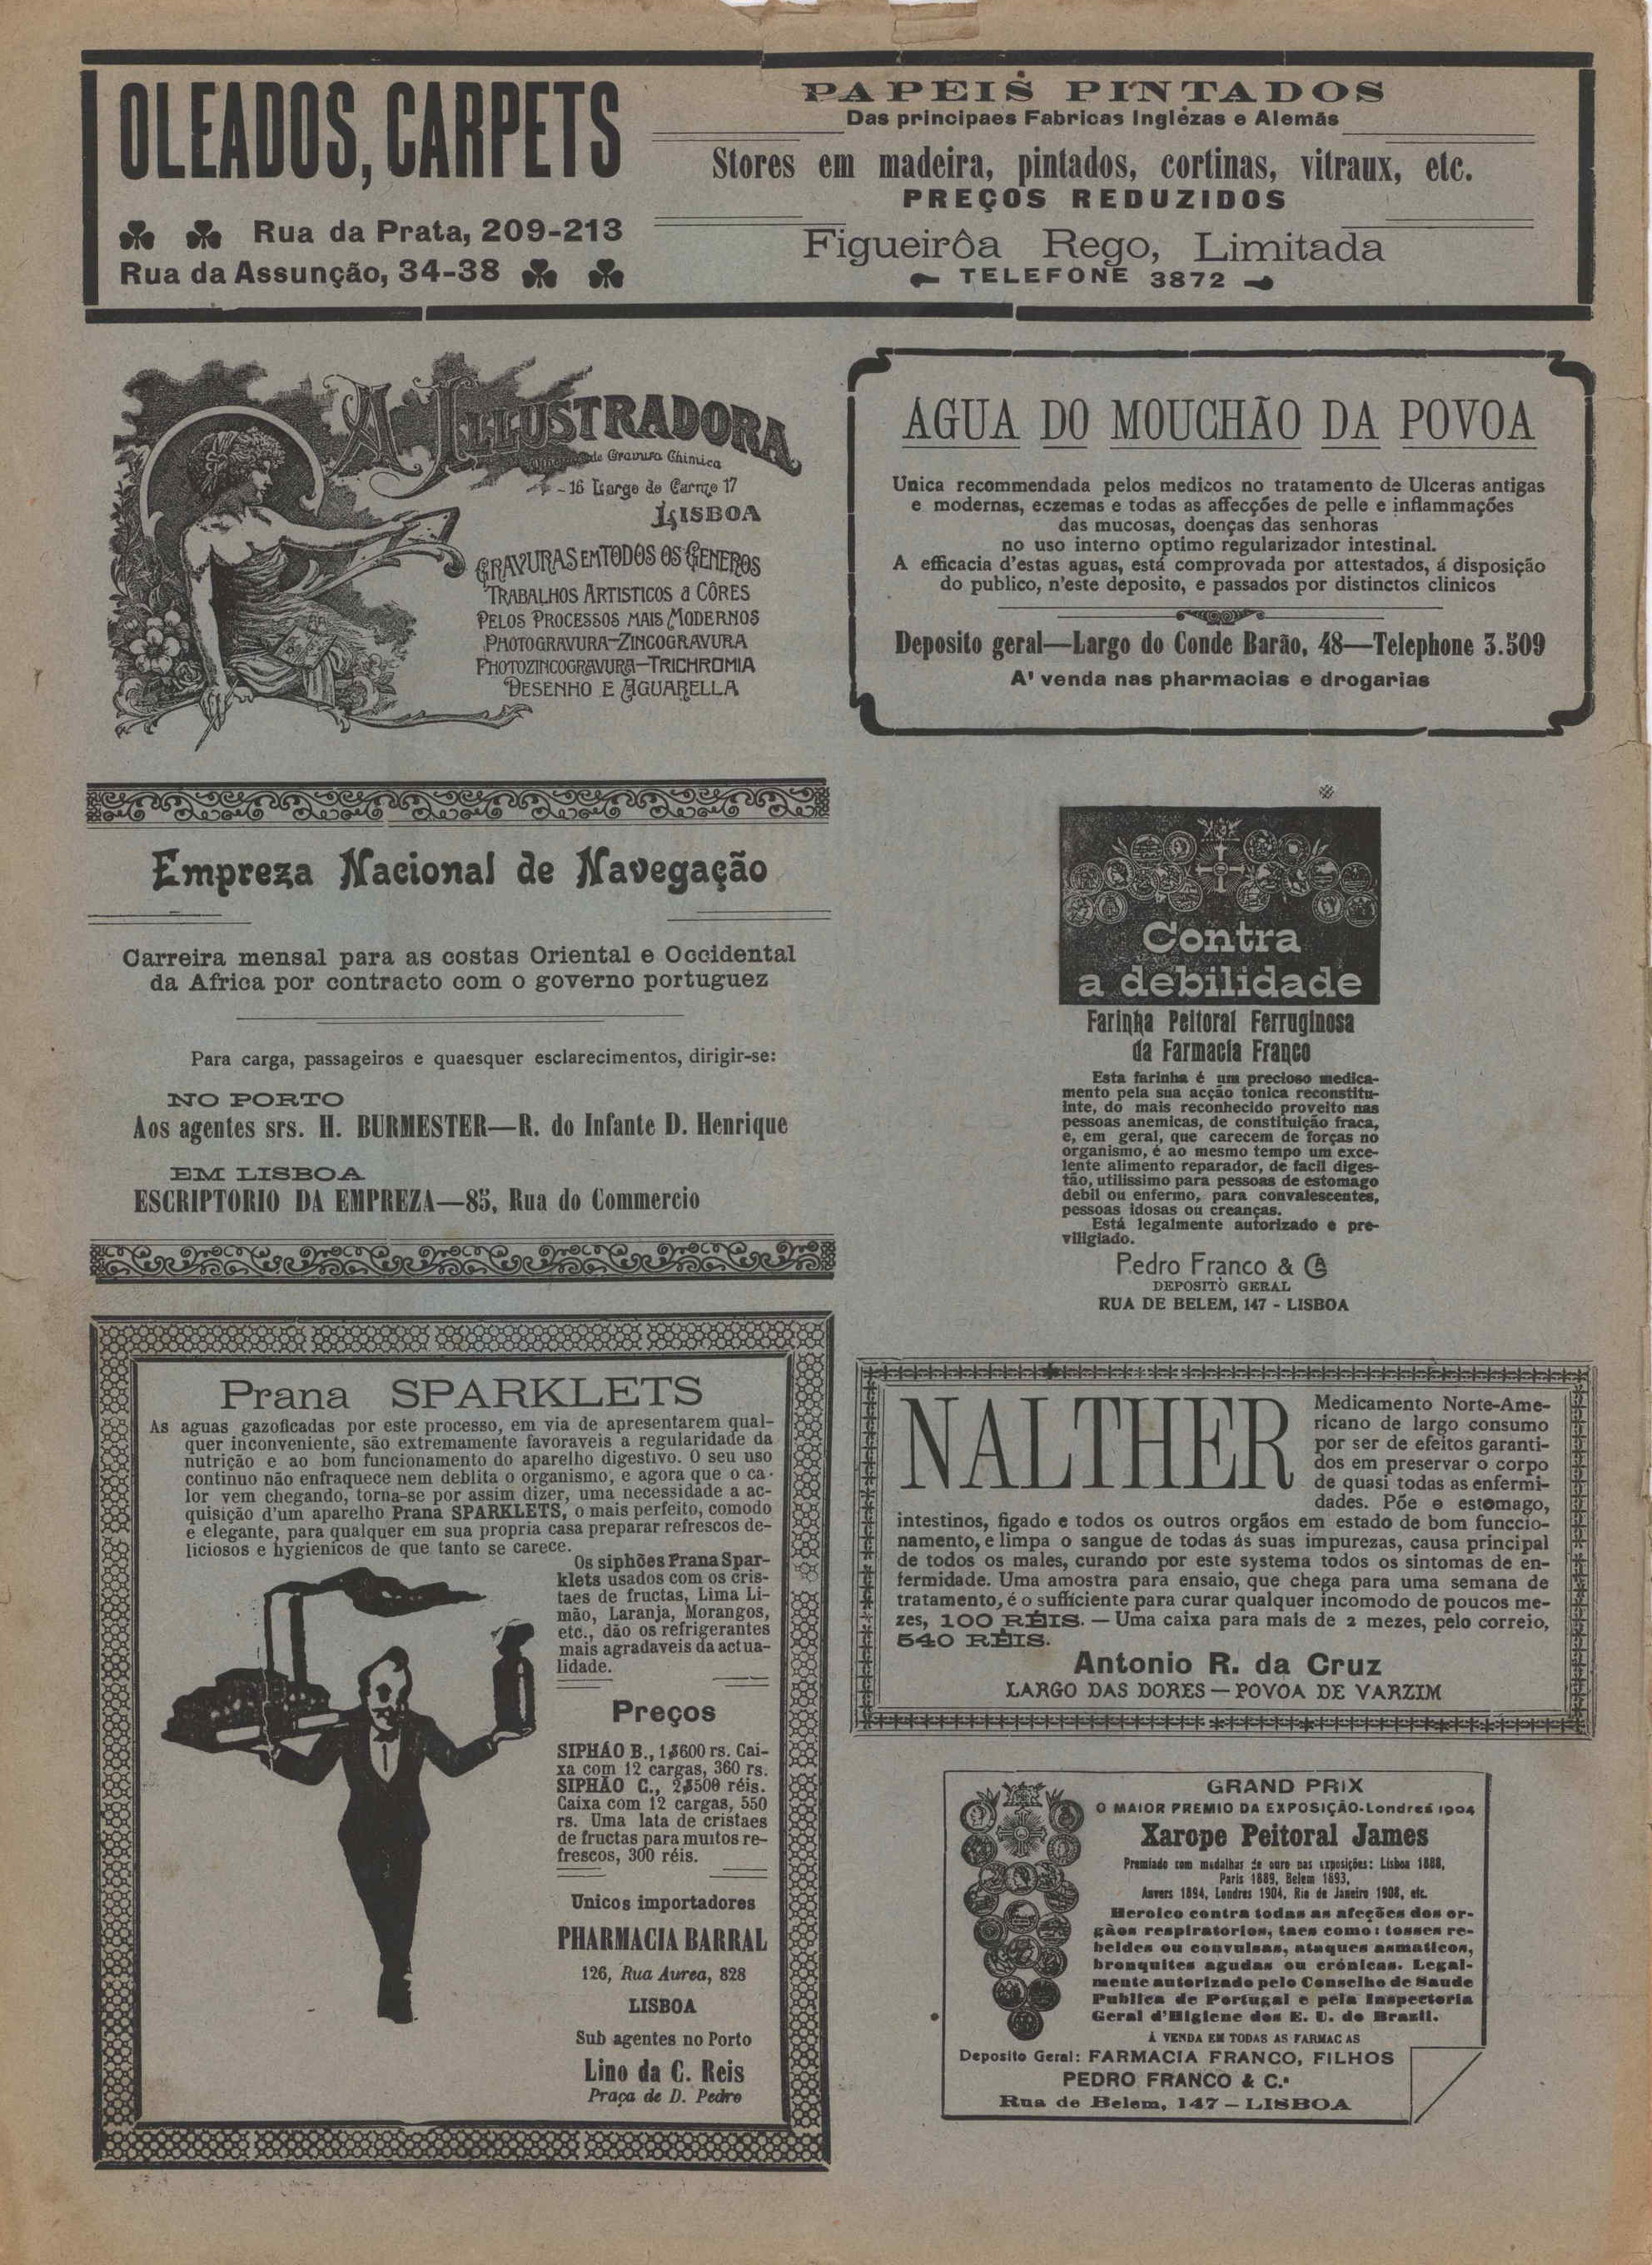 OLEADOS, CARPETS
Rua da Prata, 209-213
Rua da Assunção, 34-38
PAPEIS PINTADOS
Das principaes Fabricas Inglêzas e Alemãs
Stores em madeira, pintados, cortinas, vitraux, etc.
PREÇOS REDUZIDOS
Figueirôa Rego, Limitada
TELEFONE 3872
A ILLUSTRADORA
de Gravura Chimica
16 Largo do Carmo 17
LISBOA
GRAVURAS EM TODOS OS GENEROS
TRABALHOS ARTISTICOS a CÔRES
PELOS PROCESSOS MAIS MODERNOS
PHOTOGRAVURA-ZINCOGRAVURA
PHOTOZINCOGRAVURA-TRICHROMIA
DESENHO E AGUARELLA
AGUA DO MOUCHÃO DA POVOA
Unica recommendada pelos medicos no tratamento de Ulceras antigas
e modernas, eczemas e todas as affecções de pelle e inflammações
das mucosas, doenças das senhoras
no uso interno optimo regularizador intestinal.
A efficacia d'estas aguas, está comprovada por attestados, á disposição
do publico, n'este deposito, e passados por distinctos clinicos
Deposito geral—Largo do Conde Barão, 48—Telephone 3.509
A' venda nas pharmacias e drogarias
Empreza Nacional de Navegação
Carreira mensal para as costas Oriental e Occidental
da Africa por contracto com o governo portuguez
Para carga, passageiros e quaesquer esclarecimentos, dirigir-se:
NO PORTO
Aos agentes srs. H. BURMESTER—R. do Infante D. Henrique
EM LISBOA
ESCRIPTORIO DA EMPREZA—85, Rua do Commercio
Contra
a debilidade
Farinha Peitoral Ferruginosa
da Farmacia Franco
Esta farinha é um precioso medica-
mento pela sua acção tonica reconstitu-
inte, do mais reconhecido proveito nas
pessoas anemicas, de constituição fraca,
e, em geral, que carecem de forças no
organismo, é ao mesmo tempo um exce-
lente alimento reparador, de facil diges-
tão, utilissimo para pessoas de estomago
debil ou enfermo, para convalescentes,
pessoas idosas ou creanças.
Está legalmente autorizado e pre-
viligiado.
Pedro Franco & CA
DEPOSITO GERAL
RUA DE BELEM, 147 - LISBOA
Prana SPARKLETS
As aguas gazoficadas por este processo, em via de apresentarem qual-
quer inconveniente, são extremamente favoraveis a regularidade da
nutrição e ao bom funcionamento do aparelho digestivo. O seu uso
continuo não enfraquece nem deblita o organismo, e agora que o ca-
lor vem chegando, torna-se por assim dizer, uma necessidade a ac-
quisição d'um aparelho Prana SPARKLETS, o mais perfeito, comodo
e elegante, para qualquer em sua propria casa preparar refrescos de-
liciosos e hygienicos de que tanto se carece.
Os siphões Prana Spar-
klets usados com os cris-
taes de fructas, Lima Li-
mão, Laranja, Morangos,
etc., dão os refrigerantes
mais agradaveis da actua-
lidade.
Preços
SIPHÁO B., 1$600 rs. Cai-
xa com 12 cargas, 360 rs.
SIPHÃO C., 2$500 réis.
Caixa com 12 cargas, 550
rs. Uma lata de cristaes
de fructas para muitos re-
frescos, 300 réis.
Unicos importadores
PHARMACIA BARRAL
126, Rua Aurea, 828
LISBOA
Sub agentes no Porto
Lino da C. Reis
Praça de D. Pedro
NALTHER
Medicamento Norte-Ame-
ricano de largo consumo
por ser de efeitos garanti-
dos em preservar o corpo
de quasi todas as enfermi-
dades. Põe o estomago,
intestinos, figado e todos os outros orgãos em estado de bom funccio-
namento, e limpa o sangue de todas ás suas impurezas, causa principal
de todos os males, curando por este systema todos os sintomas de en-
fermidade. Uma amostra para ensaio, que chega para uma semana de
tratamento, é o sufficiente para curar qualquer incomodo de poucos me-
zes, 100 RÉIS. — Uma caixa para mais de 2 mezes, pelo correio,
540 RÉIS.
Antonio R. da Cruz
LARGO DAS DORES — POVOA DE VARZIM
GRAND PRIX
O MAIOR PREMIO DA EXPOSIÇÃO-Londres 1904
Xarope Peitoral James
Premiado com medalhas de ouro nas exposições: Lisboa 1888,
Paris 1889, Belem 1893,
Anvers 1894, Londres 1904, Rio de Janeiro 1908, etc.
Heroico contra todas as afecções dos or-
gãos respiratorios, taes como: tosses re-
beldes ou convulsas, ataques asmaticos,
bronquites agudas ou crónicas. Legal-
mente autorizado pelo Conselho de Saude
Publica de Portugal e pela Inspectoria
Geral d'Higiene dos E. U. do Brazil.
Á VENDA EM TODAS AS FARMAC AS
Deposito Geral: FARMACIA FRANCO, FILHOS
PEDRO FRANCO & C.ª
Rua de Belem, 147 — LISBOA